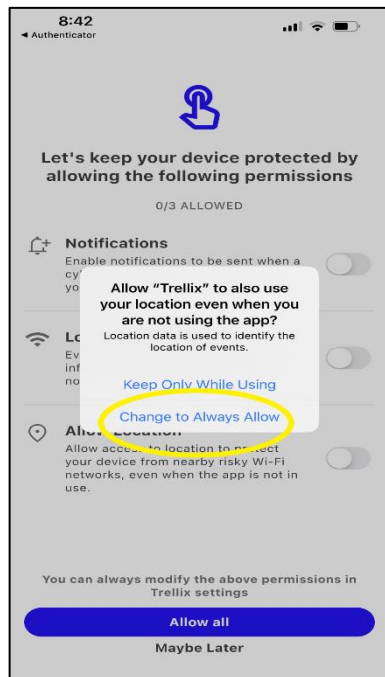 8:42
◀ Authenticator
Let's keep your device protected by
allowing the following permissions
0/3 ALLOWED
Notifications
Enable notifications to be sent when a
Allow "Trellix" to also use
your location even when you
are not using the app?
Location data is used to identify the
location of events.
Keep Only While Using
Change to Always Allow
Allow access to location to protect
your device from nearby risky Wi-Fi
networks, even when the app is not in
use.
You can always modify the above permissions in
Trellix settings
Allow all
Maybe Later